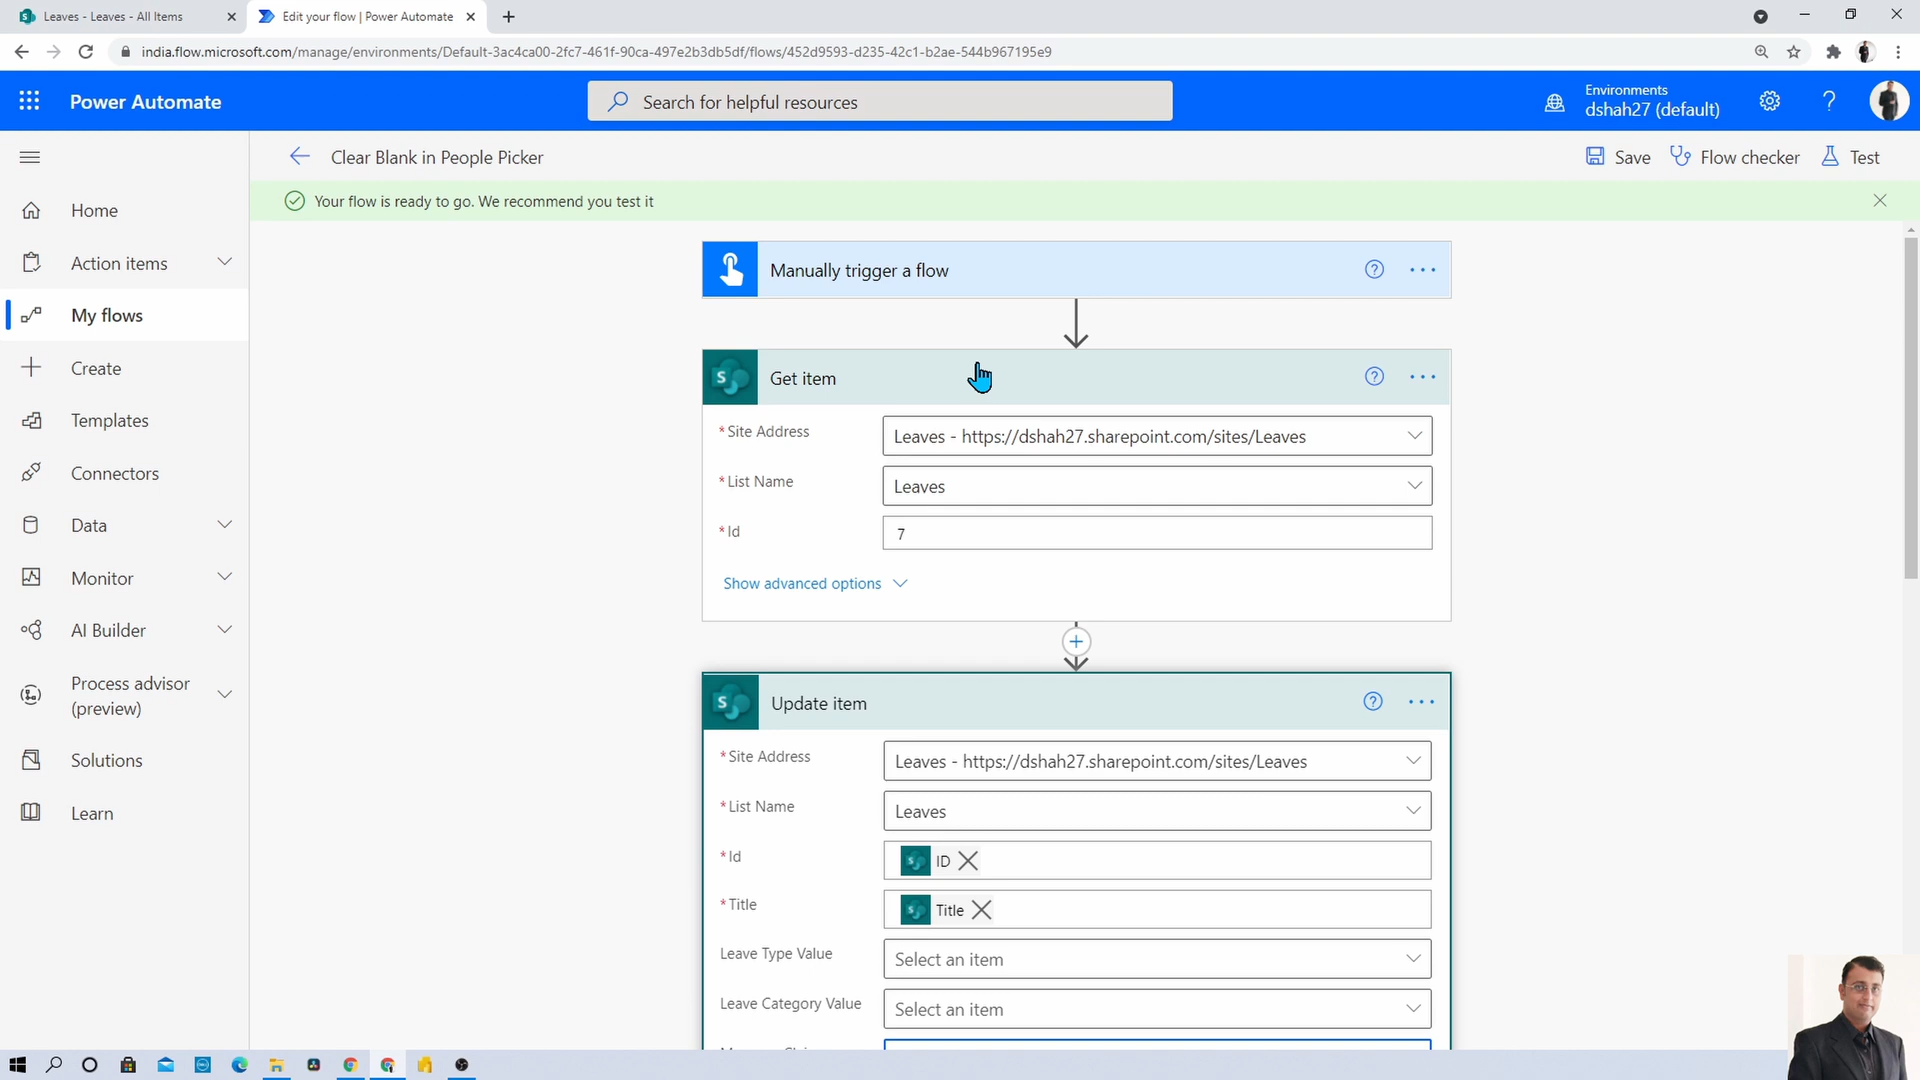 Leaves - Leaves - All Items
Edit your flow | Power Automate
india.flow.microsoft.com/manage/environments/Default-3ac4ca00-2fc7-461f-90ca-497e2b3db5df/flows/452d9593-d235-42c1-b2ae-544b967195e9
Power Automate
Search for helpful resources
Environments
dshah27 (default)
Clear Blank in People Picker
Save
Flow checker
Test
Your flow is ready to go. We recommend you test it
Home
Action items
My flows
Create
Templates
Connectors
Data
Monitor
AI Builder
Process advisor
(preview)
Solutions
Learn
Manually trigger a flow
Get item
* Site Address
Leaves - https://dshah27.sharepoint.com/sites/Leaves
* List Name
Leaves
* Id
7
Show advanced options
Update item
* Site Address
Leaves - https://dshah27.sharepoint.com/sites/Leaves
* List Name
Leaves
* Id
ID
* Title
Title
Leave Type Value
Select an item
Leave Category Value
Select an item